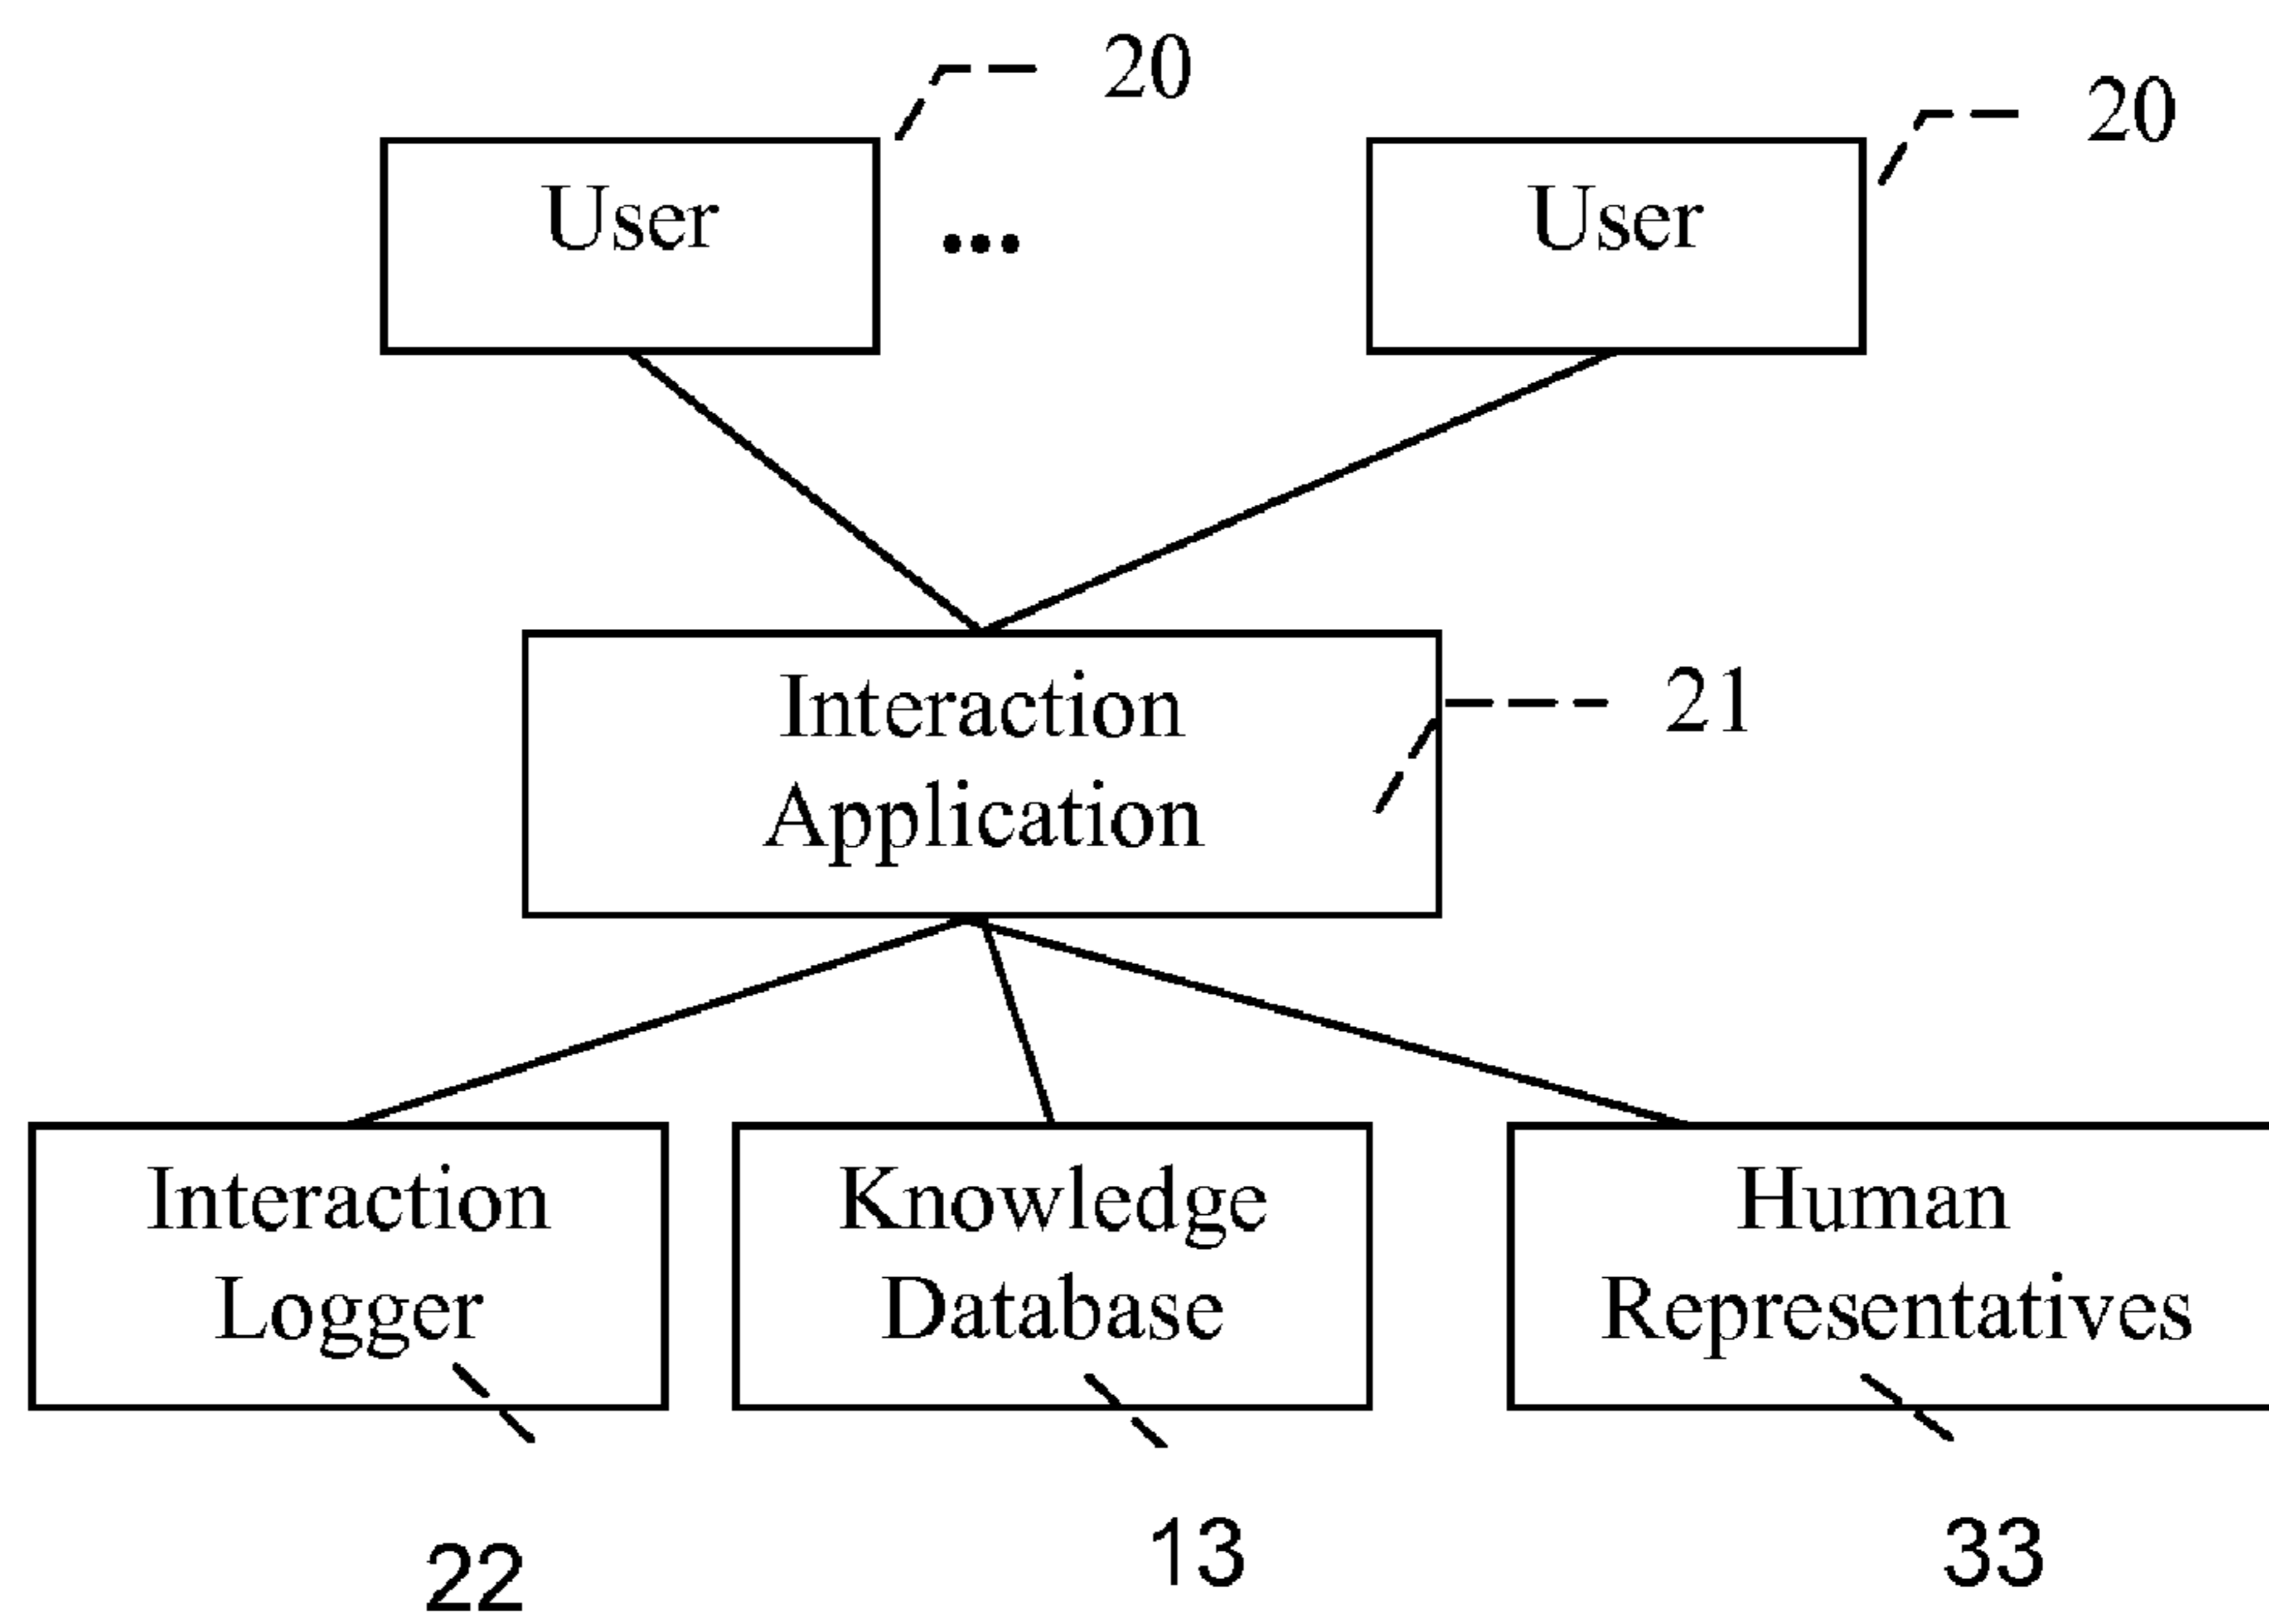 20
20
User
•••
User
Interaction
Application
21
Interaction
Logger
Knowledge
Database
Human
Representatives
22
13
33